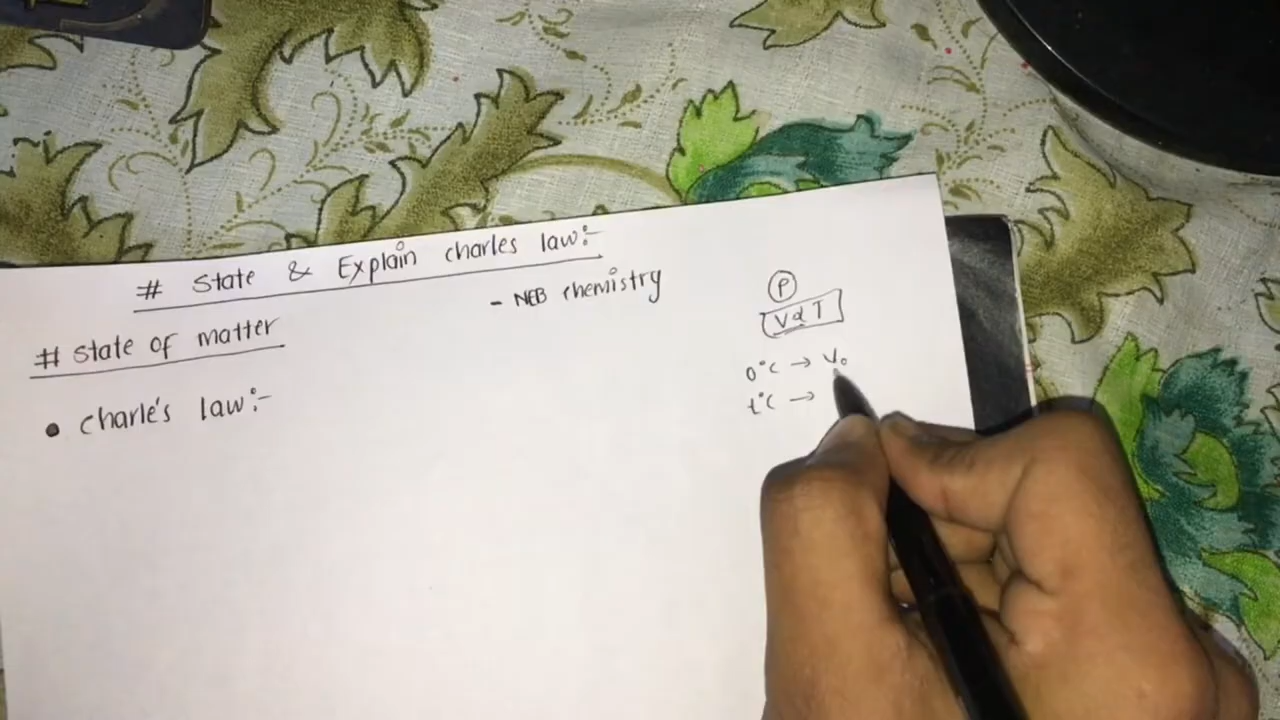 # State & Explain charles law:-
- NEB chemistry
# State of matter
• charle's law:-
P
V α T
0°C → V₀
t°C →